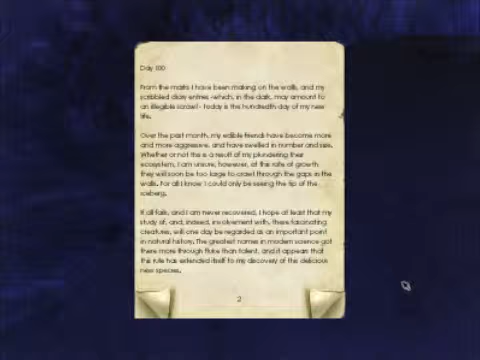 Day 100
From the marks I have been making on the walls, and my
scribbled diary entries -which, in the dark, may amount to
an illegible scrawl - today is the hundredth day of my new
life.
Over the past month, my edible friends have become more
and more aggressive, and have swelled in number and size.
Whether or not this is a result of my plundering their
ecosystem, I am unsure, however, at this rate of growth
they will soon be too large to crawl through the gaps in the
walls. For all I know I could only be seeing the tip of the
iceberg.
If all fails, and I am never recovered, I hope at least that my
study of, and, indeed, involvement with, these fascinating
creatures, will one day be regarded as an important point
in natural history. The greatest names in modern science got
there more through fluke than talent, and it appears that
this rule has extended itself to my discovery of this delicious
new species.
2